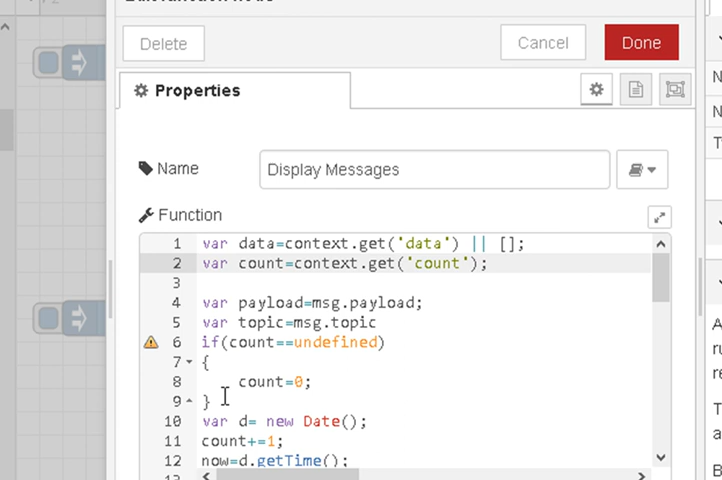 Delete
Cancel
Done
Properties
Name
Display Messages
Function
1 var data=context.get('data') || [];
2 var count=context.get('count');
3
4 var payload=msg.payload;
5 var topic=msg.topic
6 if(count==undefined)
7 {
8 count=0;
9 }
10 var d= new Date();
11 count+=1;
12 now=d.getTime();